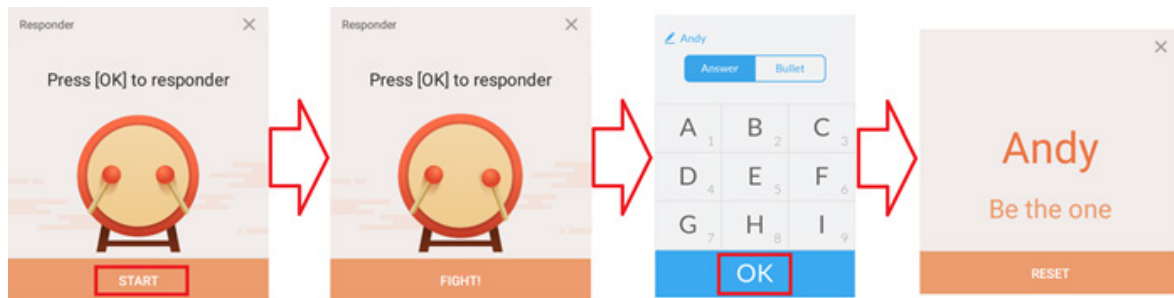 Responder
Press [OK] to responder
START
Responder
Press [OK] to responder
FIGHT!
Andy
Answer Bullet
A 1 B 2 C 3
D 4 E 5 F 6
G 7 H 8 I 9
OK
Andy
Be the one
RESET